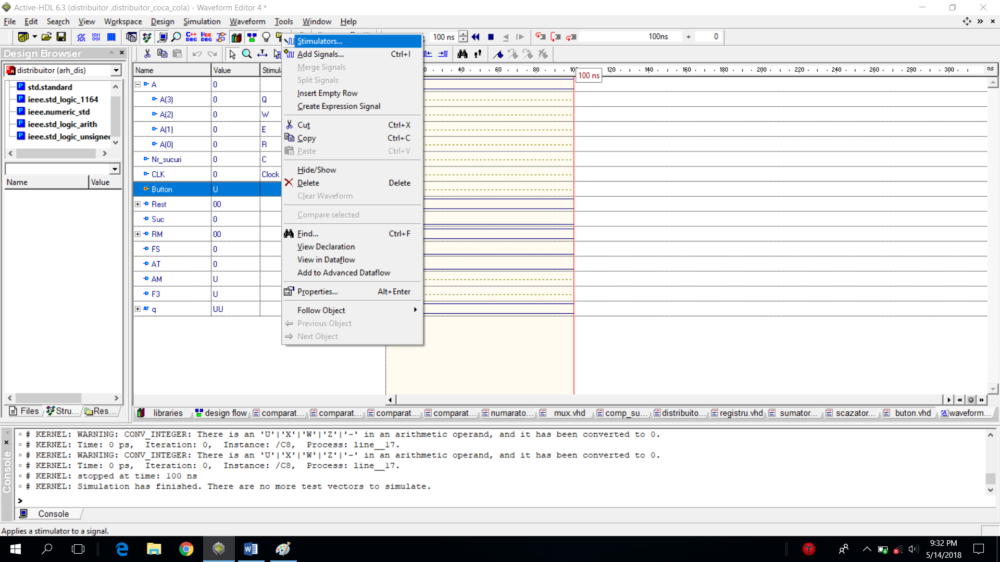 Active-HDL 6.3 (distribuitor ,distribuitor_coca_cola) - Waveform Editor 4 *
File Edit Search View Workspace Design Simulation Waveform Tools Window Help
100 ns 100ns + 0
Design Browser
distribuitor (arh_dis)
std.standard
ieee.std_logic_1164
ieee.numeric_std
ieee.std_logic_arith
ieee.std_logic_unsigned
Name Value
Files Stru... Res...
Name Value Stimul
A 0
A(3) 0 Q
A(2) 0 W
A(1) 0 E
A(0) 0 R
Nr_sucuri 0 C
CLK 0 Clock
Button U
Rest 00
Suc 0
RM 00
FS 0
AT 0
AM U
F3 U
q UU
Stimulators...
Add Signals... Ctrl+I
Merge Signals
Split Signals
Insert Empty Row
Create Expression Signal
Cut Ctrl+X
Copy Ctrl+C
Paste Ctrl+V
Hide/Show
Delete Delete
Clear Waveform
Compare selected
Find... Ctrl+F
View Declaration
View in Dataflow
Add to Advanced Dataflow
Properties... Alt+Enter
Follow Object
Previous Object
Next Object
40 60 80 10 120 140 160 180 200 220 240 260 280 300 ns
100 ns
libraries design flow comparat... comparat... comparat... comparat... numarato... mux.vhd comp_su... distribuito... registru.vhd sumator... scazator... buton.vhd waveform...
# KERNEL: WARNING: CONV_INTEGER: There is an 'U'|'X'|'W'|'Z'|'-' in an arithmetic operand, and it has been converted to 0.
# KERNEL: Time: 0 ps, Iteration: 0, Instance: /C8, Process: line__17.
# KERNEL: WARNING: CONV_INTEGER: There is an 'U'|'X'|'W'|'Z'|'-' in an arithmetic operand, and it has been converted to 0.
# KERNEL: Time: 0 ps, Iteration: 0, Instance: /C8, Process: line__17.
# KERNEL: stopped at time: 100 ns
# KERNEL: Simulation has finished. There are no more test vectors to simulate.
>
Console
Console
Applies a stimulator to a signal.
9:32 PM
5/14/2018